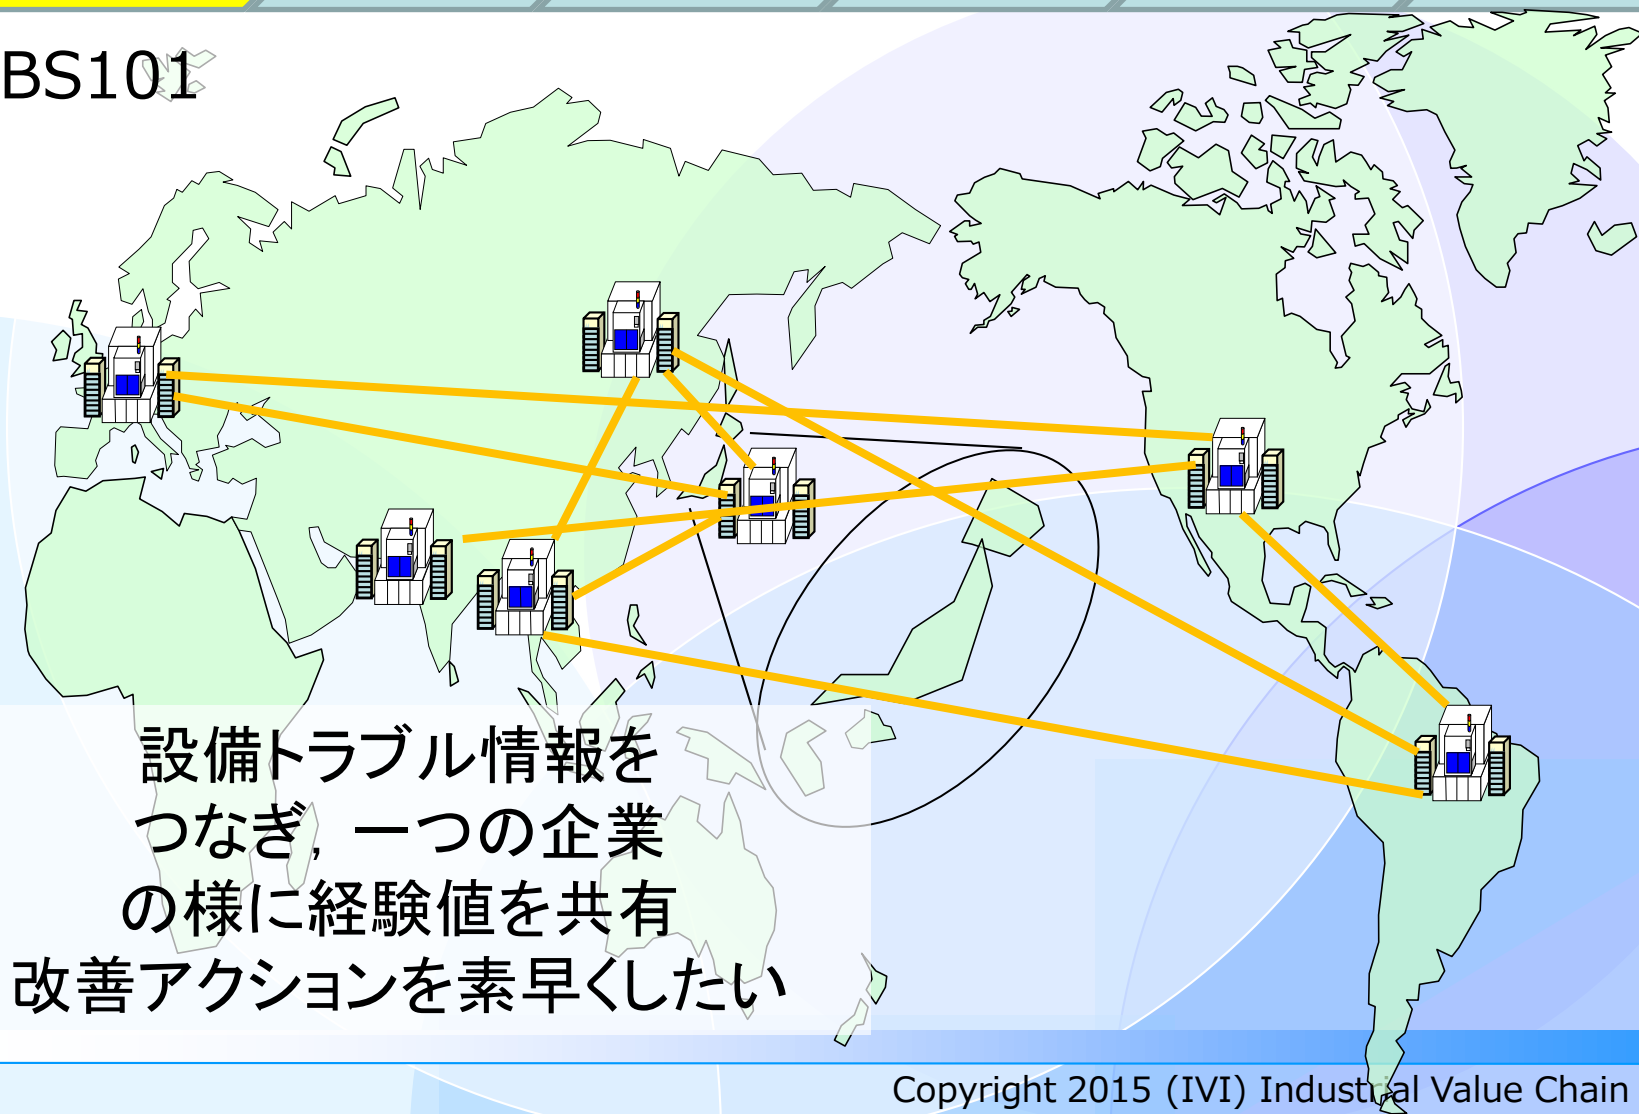 BS101
設備トラブル情報を
つなぎ, 一つの企業
の様に経験値を共有
改善アクションを素早くしたい
Copyright 2015 (IVI) Industrial Value Chain